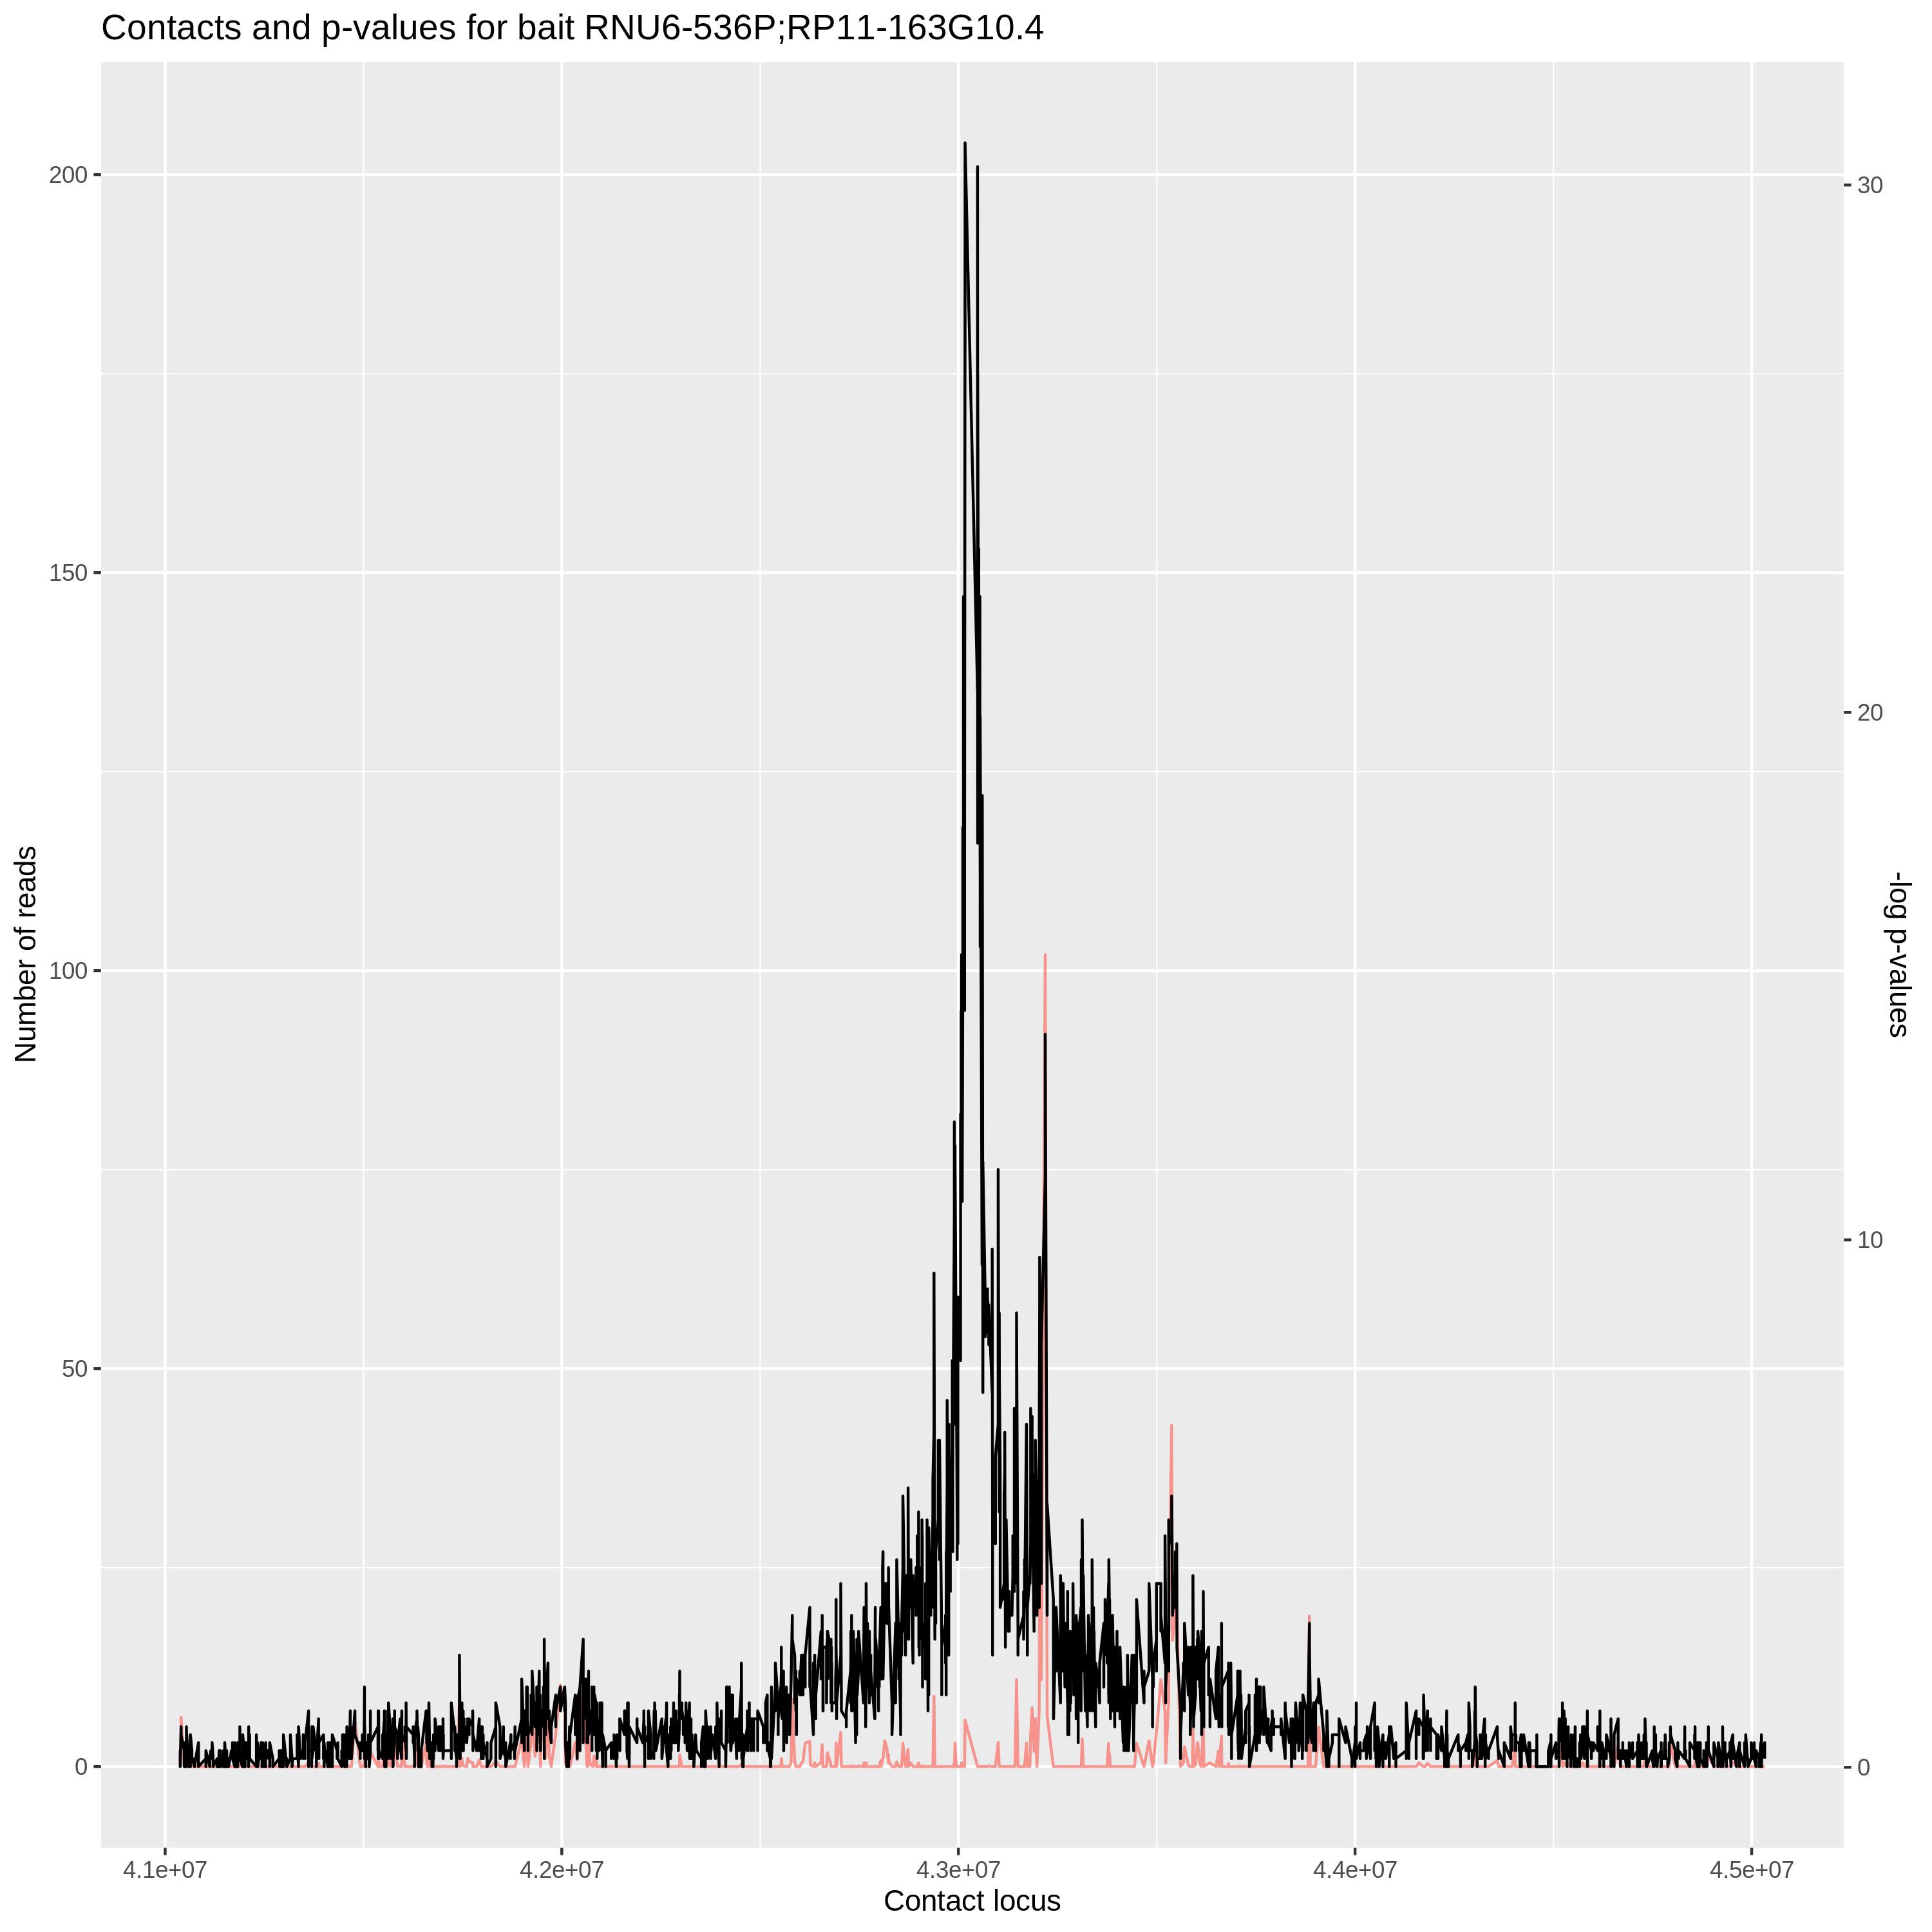 Contacts and p-values for bait RNU6-536P;RP11-163G10.4
200
150
100
50
0
Number of reads
30
20
10
0
-log p-values
4.1e+07
4.2e+07
4.3e+07
4.4e+07
4.5e+07
Contact locus